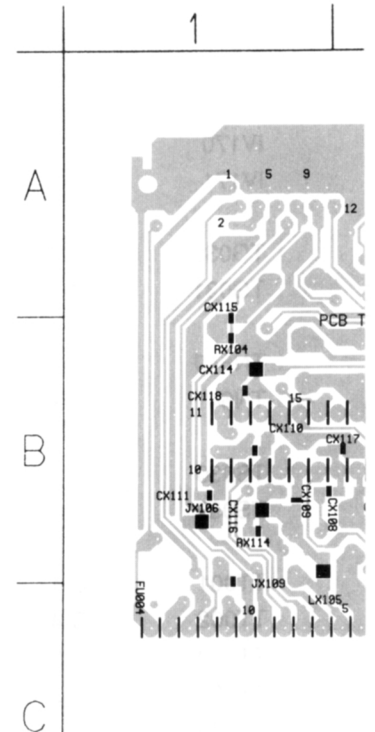 1
A
1 5 9
2 12
CX115
PCB T
RX104
CX114
CX118
15
11
CX110
B
CX117
10
CX111
JX106
CX116
CX109
CX108
RX114
JX109
FU004
LX105
10
5
C